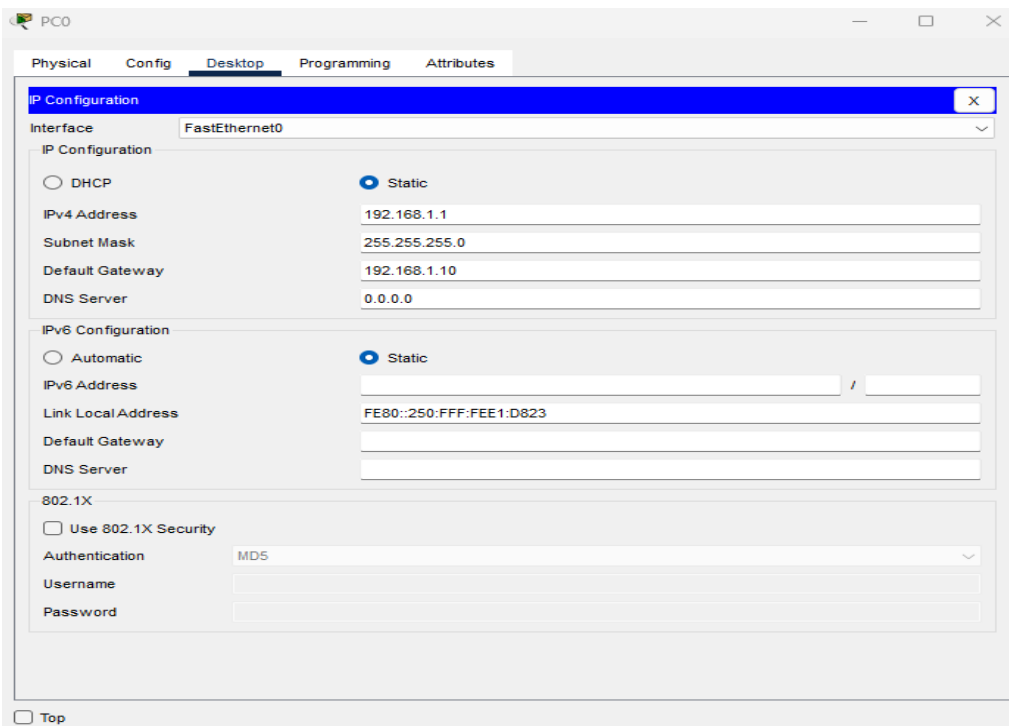 PC0
Physical Config Desktop Programming Attributes
IP Configuration X
Interface FastEthernet0
IP Configuration
DHCP Static
IPv4 Address 192.168.1.1
Subnet Mask 255.255.255.0
Default Gateway 192.168.1.10
DNS Server 0.0.0.0
IPv6 Configuration
Automatic Static
IPv6 Address /
Link Local Address FE80::250:FFF:FEE1:D823
Default Gateway
DNS Server
802.1X
Use 802.1X Security
Authentication MD5
Username
Password
Top